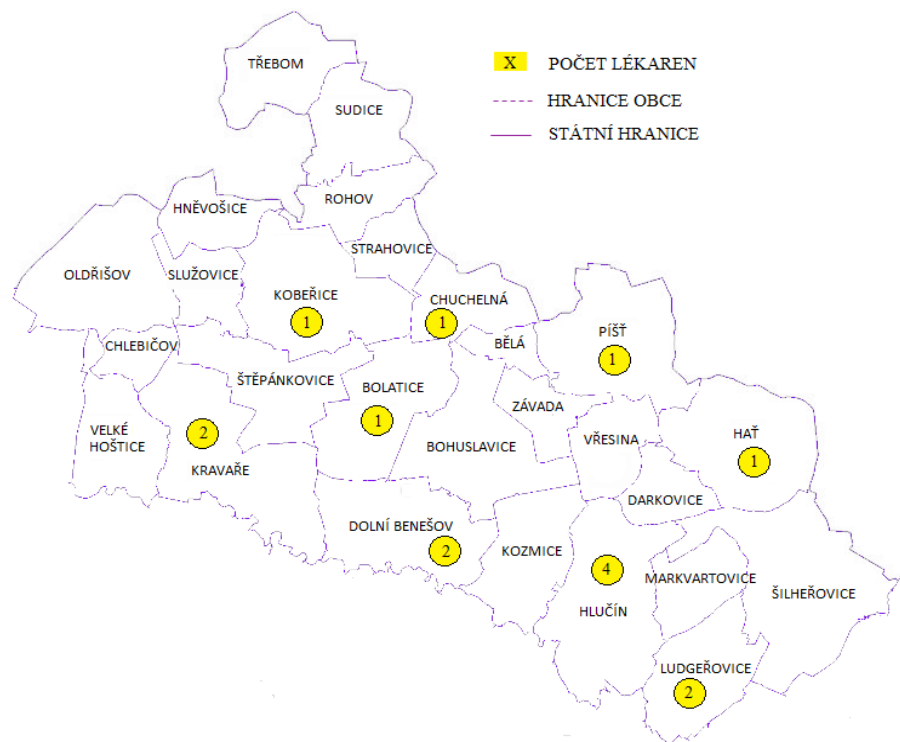 TŘEBOM
X POČET LÉKAREN
HRANICE OBCE
STÁTNÍ HRANICE
SUDICE
ROHOV
HNĚVOŠICE
STRAHOVICE
OLDŘIŠOV
SLUŽOVICE
KOBEŘICE
1
CHUCHELNÁ
1
PÍŠŤ
1
BĚLÁ
CHLEBIČOV
ŠTĚPÁNKOVICE
BOLATICE
1
ZÁVADA
VELKÉ
HOŠTICE
2
KRAVAŘE
BOHUSLAVICE
VŘESINA
HAŤ
1
DARKOVICE
DOLNÍ BENEŠOV
2
KOZMICE
4
HLUČÍN
MARKVARTOVICE
ŠILHEŘOVICE
LUDGEŘOVICE
2